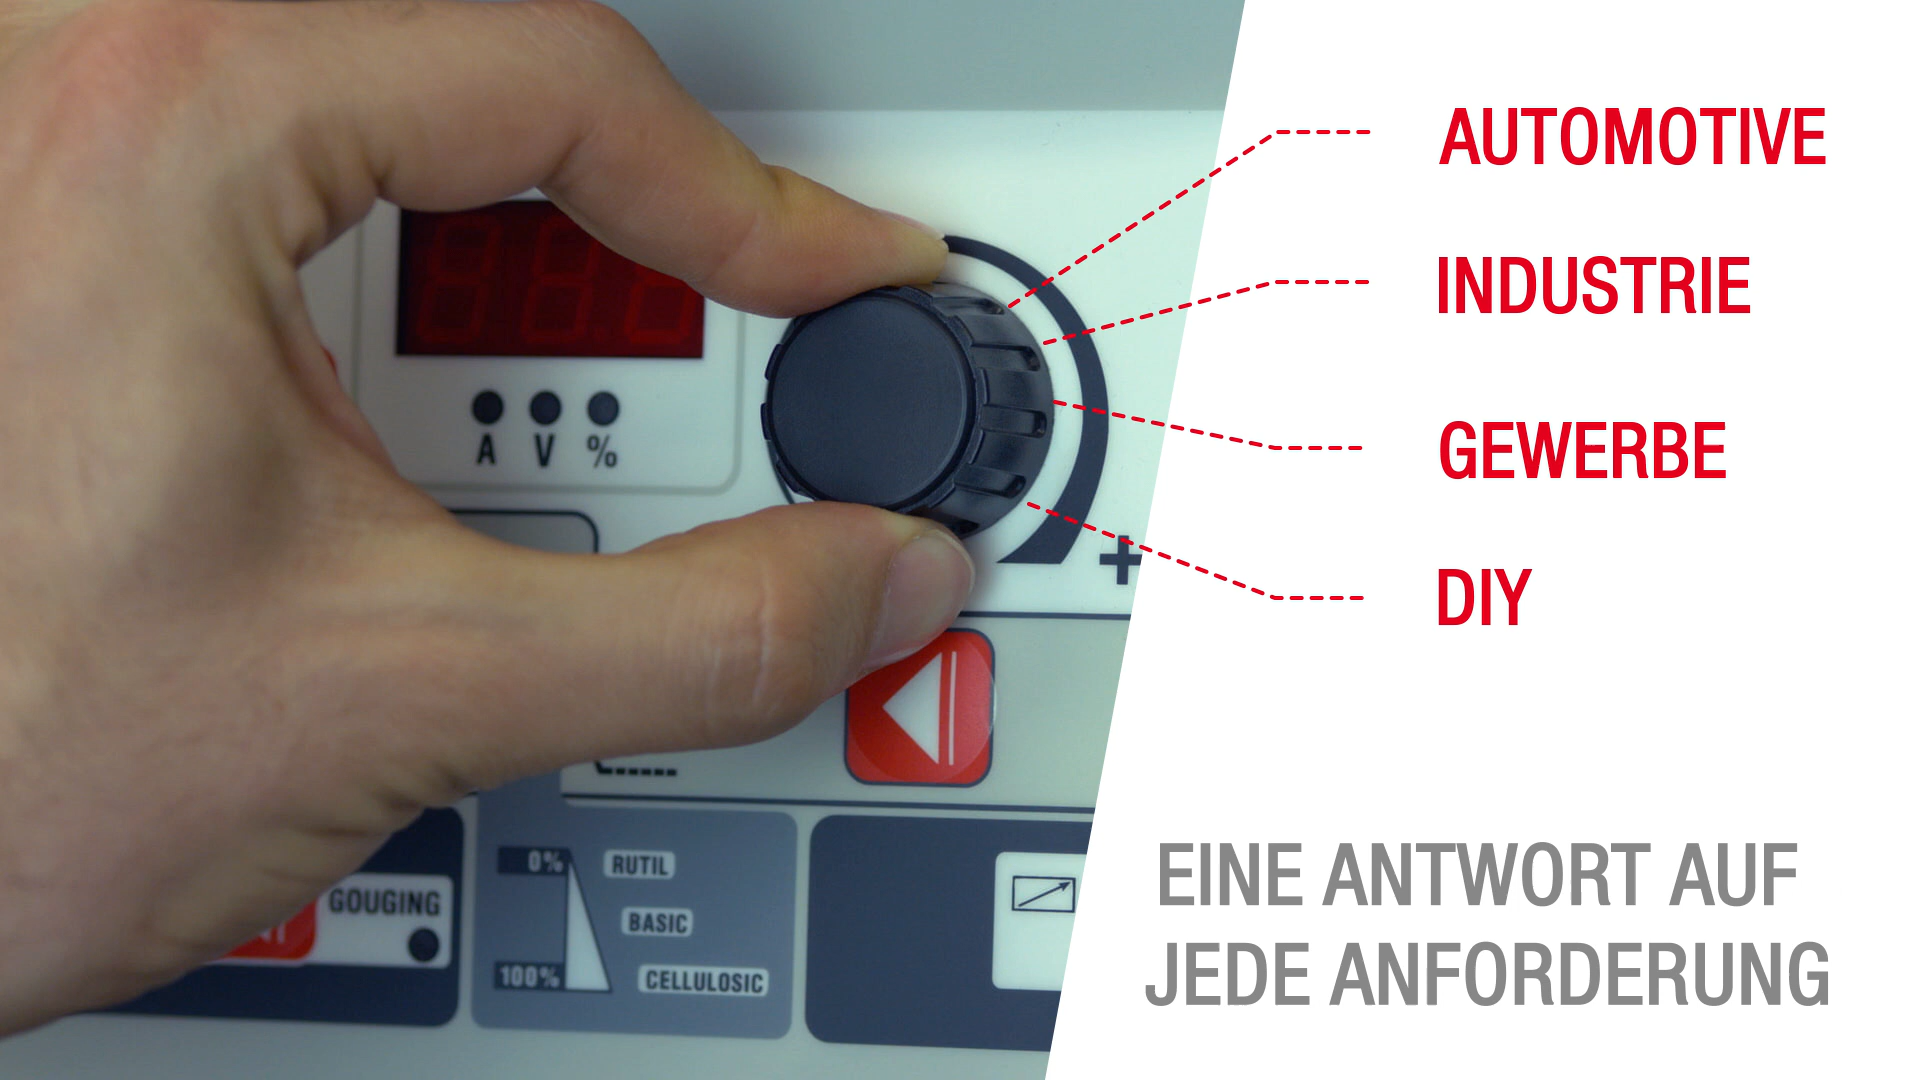 AUTOMOTIVE
INDUSTRIE
GEWERBE
DIY
A V %
+
GOUGING
0% RUTIL
BASIC
100% CELLULOSIC
EINE ANTWORT AUF
JEDE ANFORDERUNG